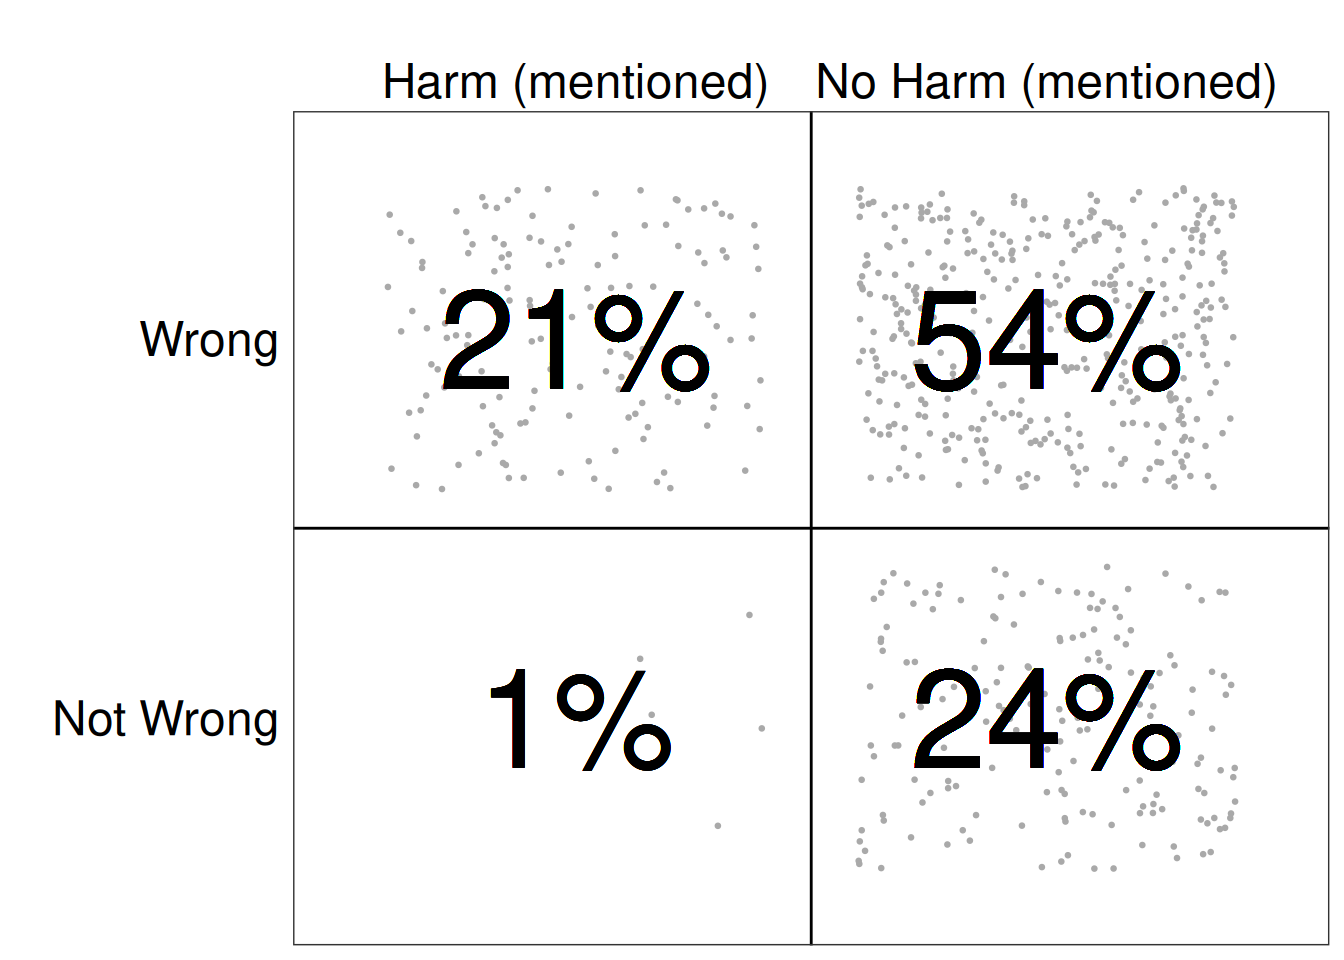 Harm (mentioned) No Harm (mentioned)
Wrong 21% 54%
Not Wrong 1% 24%